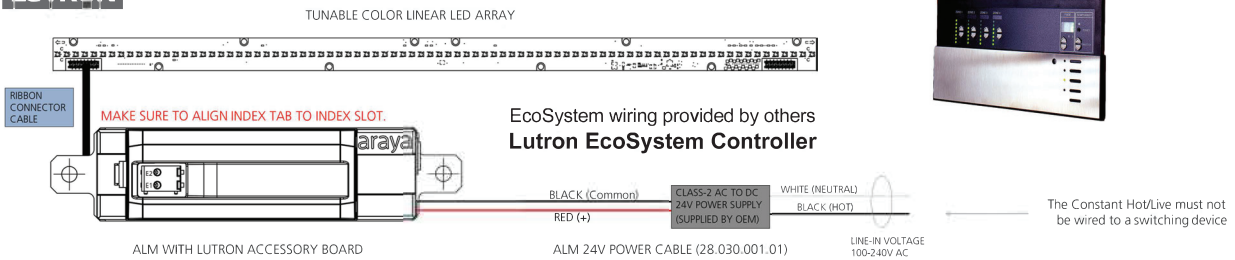 LUTRON
TUNABLE COLOR LINEAR LED ARRAY
RIBBON
CONNECTOR
CABLE
MAKE SURE TO ALIGN INDEX TAB TO INDEX SLOT.
araya
E2
E1
EcoSystem wiring provided by others
Lutron EcoSystem Controller
BLACK (Common)
RED (+)
CLASS-2 AC TO DC
24V POWER SUPPLY
(SUPPLIED BY OEM)
WHITE (NEUTRAL)
BLACK (HOT)
The Constant Hot/Live must not
be wired to a switching device
LINE-IN VOLTAGE
100-240V AC
ALM WITH LUTRON ACCESSORY BOARD
ALM 24V POWER CABLE (28.030.001.01)